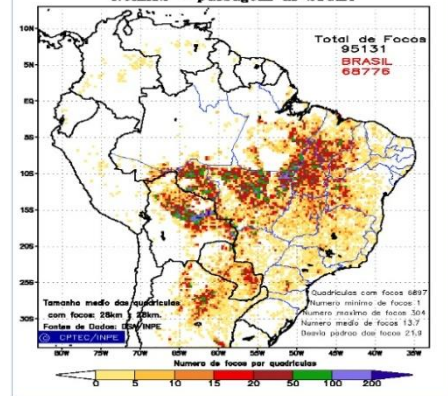 Total de Focos
95131
BRASIL
68776
10N
5N
EQ
5S
10S
15S
20S
25S
30S
Quadriculas com focos 6897
Numero minimo de focos 1
Numero maximo de focos 304
Numero medio de focos 13.7
Desvio padrao dos focos 21.9
Tamanho medio das quadriculas
com focos: 28km x 28km.
Fontes de Dados: DSA/INPE
© CPTEC/INPE
80W 75W 70W 65W 60W 55W 50W 45W 40W 35W
Numero de focos por quadriculas
0 5 10 15 20 50 100 200